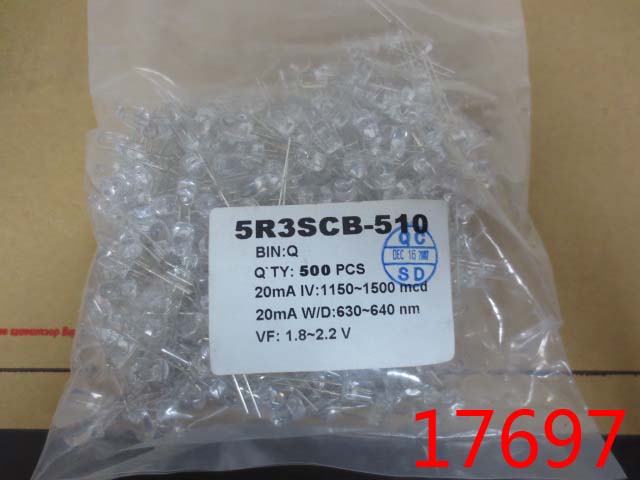 5R3SCB-510
BIN:Q
Q`TY: 500 PCS
20mA IV:1150~1500 mcd
20mA W/D:630~640 nm
VF: 1.8~2.2 V
QC
DEC 16 2007
SD
17697